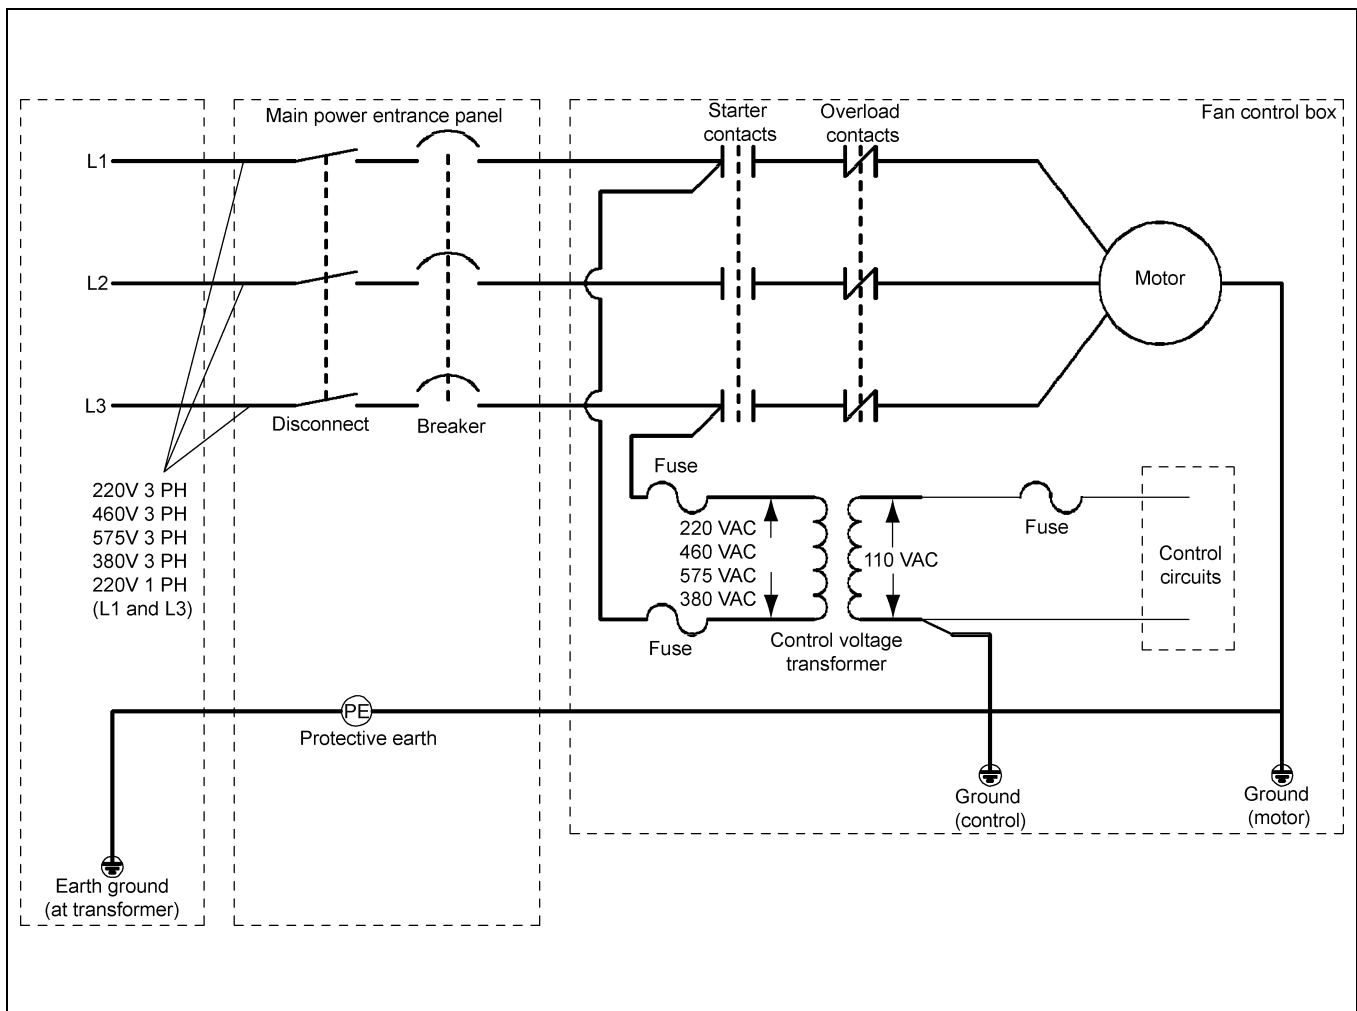 Main power entrance panel
Starter
contacts
Overload
contacts
Fan control box
L1
L2
Motor
L3
Disconnect
Breaker
220V 3 PH
460V 3 PH
575V 3 PH
380V 3 PH
220V 1 PH
(L1 and L3)
Fuse
220 VAC
460 VAC
575 VAC
380 VAC
110 VAC
Fuse
Control
circuits
Fuse
Control voltage
transformer
PE
Protective earth
Ground
(control)
Ground
(motor)
Earth ground
(at transformer)